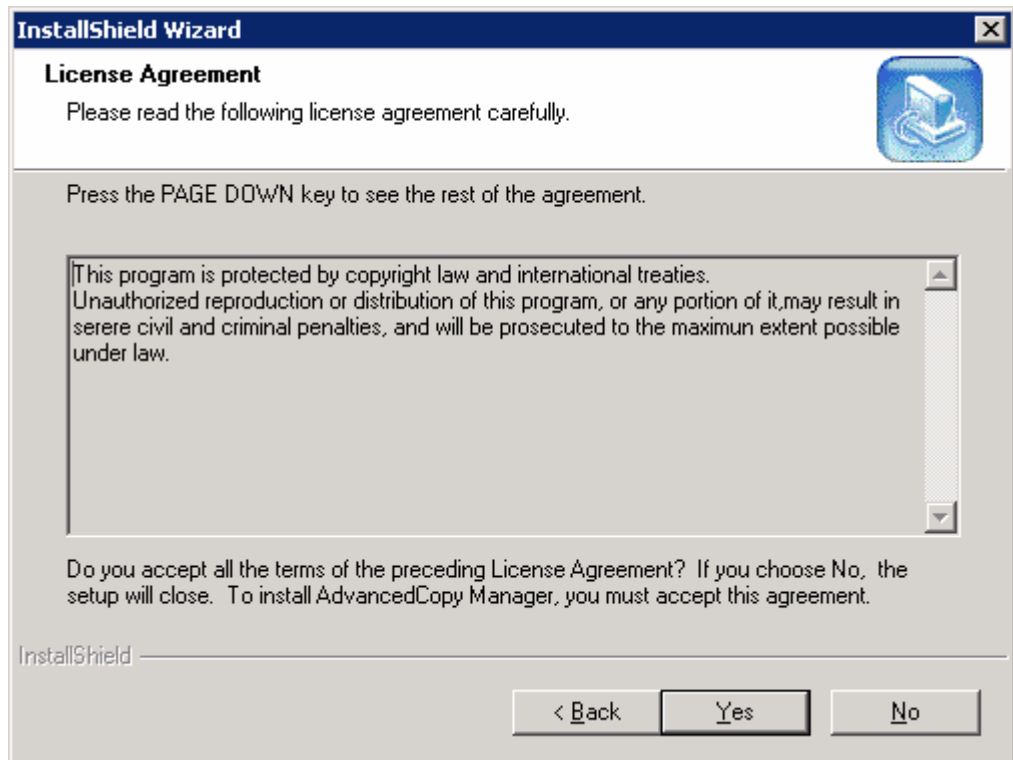 InstallShield Wizard
License Agreement
Please read the following license agreement carefully.
Press the PAGE DOWN key to see the rest of the agreement.
This program is protected by copyright law and international treaties.
Unauthorized reproduction or distribution of this program, or any portion of it,may result in
serere civil and criminal penalties, and will be prosecuted to the maximun extent possible
under law.
Do you accept all the terms of the preceding License Agreement?  If you choose No,  the
setup will close.  To install AdvancedCopy Manager, you must accept this agreement.
InstallShield
< Back
Yes
No